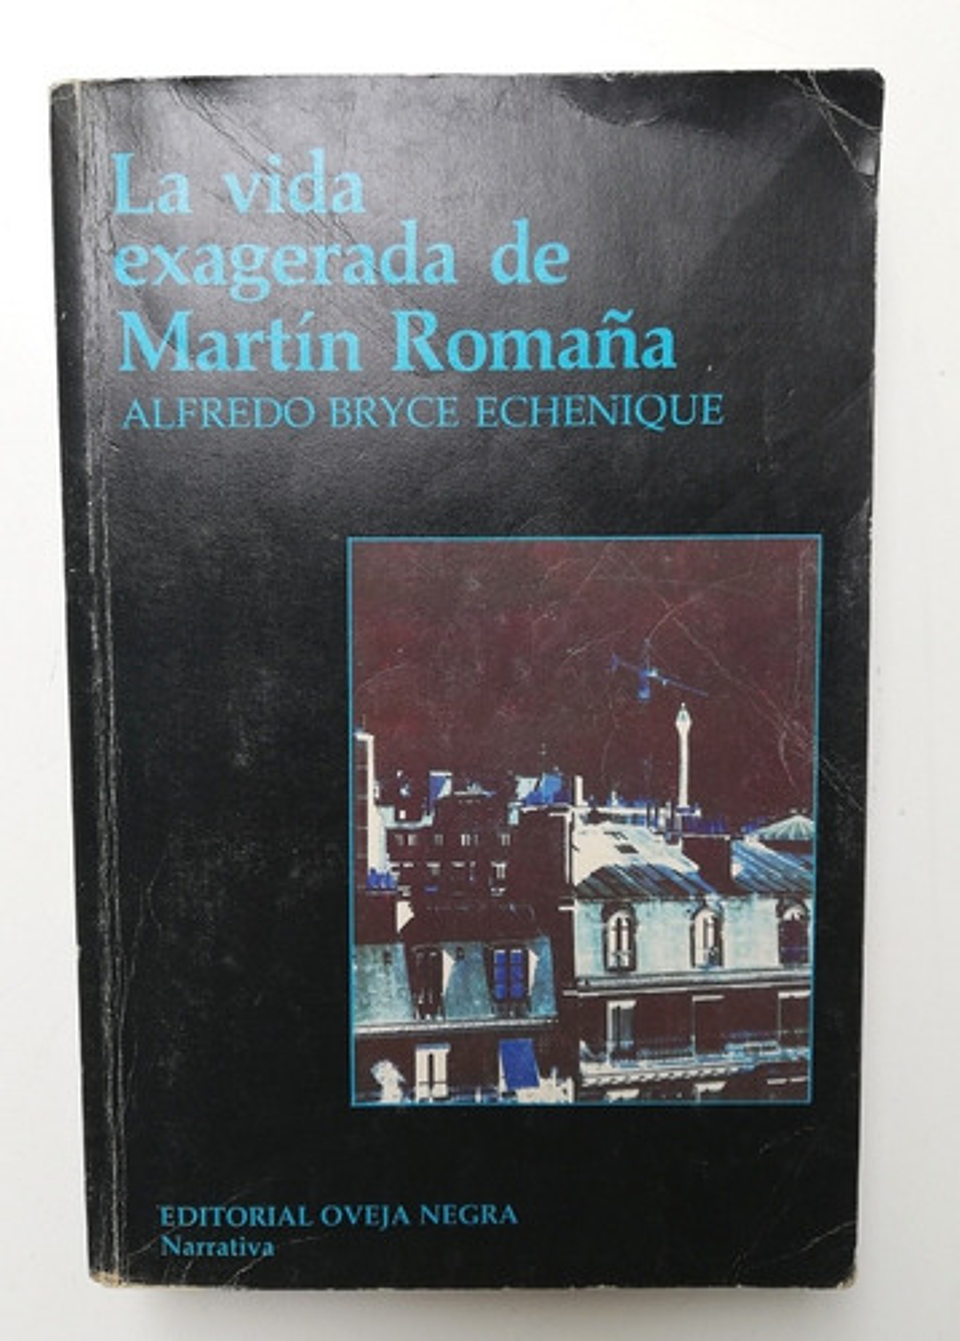 La vida
exagerada de
Martín Romaña
ALFREDO BRYCE ECHENIQUE
EDITORIAL OVEJA NEGRA
Narrativa